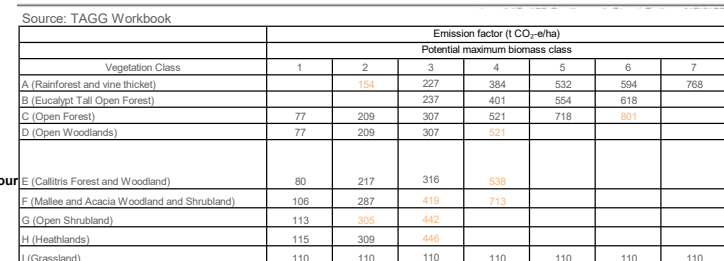 Source: TAGG Workbook
Emission factor (t CO₂-e/ha)
Potential maximum biomass class
Vegetation Class 1 2 3 4 5 6 7
A (Rainforest and vine thicket) 154 227 384 532 594 768
B (Eucalypt Tall Open Forest) 237 401 554 618
C (Open Forest) 77 209 307 521 718 801
D (Open Woodlands) 77 209 307 521
our E (Callitris Forest and Woodland) 80 217 316 538
F (Mallee and Acacia Woodland and Shrubland) 106 287 419 713
G (Open Shrubland) 113 305 442
H (Heathlands) 115 309 446
I (Grassland) 110 110 110 110 110 110 110